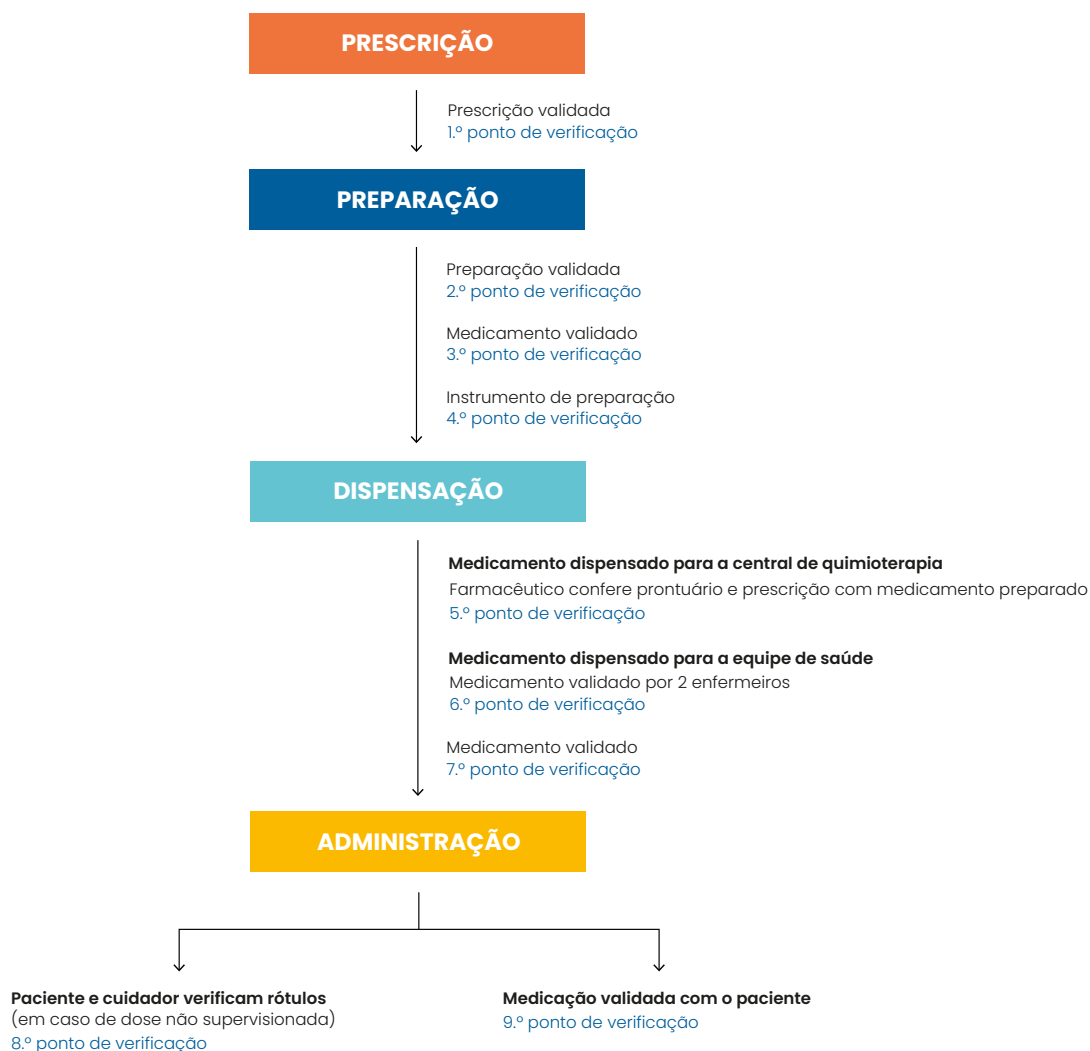 PRESCRIÇÃO
Prescrição validada
1.º ponto de verificação
PREPARAÇÃO
Preparação validada
2.º ponto de verificação
Medicamento validado
3.º ponto de verificação
Instrumento de preparação
4.º ponto de verificação
DISPENSAÇÃO
Medicamento dispensado para a central de quimioterapia
Farmacêutico confere prontuário e prescrição com medicamento preparado
5.º ponto de verificação
Medicamento dispensado para a equipe de saúde
Medicamento validado por 2 enfermeiros
6.º ponto de verificação
Medicamento validado
7.º ponto de verificação
ADMINISTRAÇÃO
Paciente e cuidador verificam rótulos
(em caso de dose não supervisionada)
8.º ponto de verificação
Medicação validada com o paciente
9.º ponto de verificação